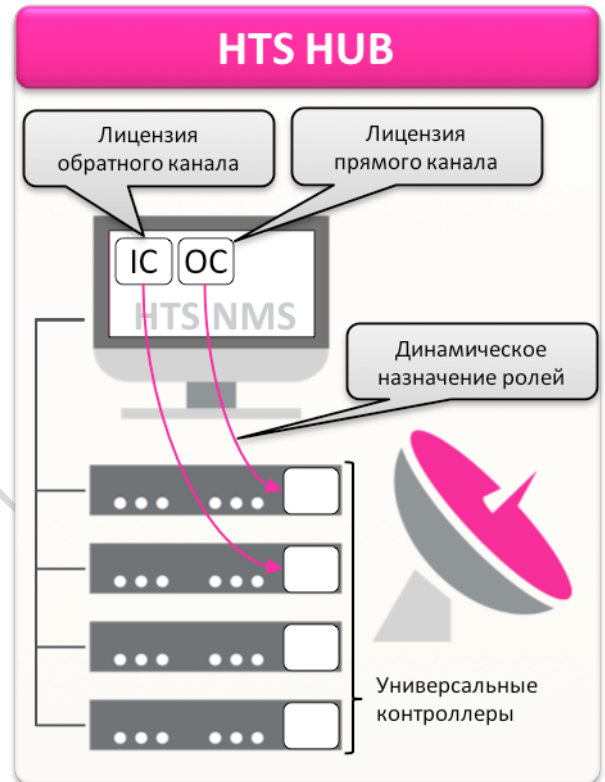 HTS HUB
Лицензия
обратного канала
Лицензия
прямого канала
IC
OC
HTS NMS
Динамическое
назначение ролей
Универсальные
контроллеры